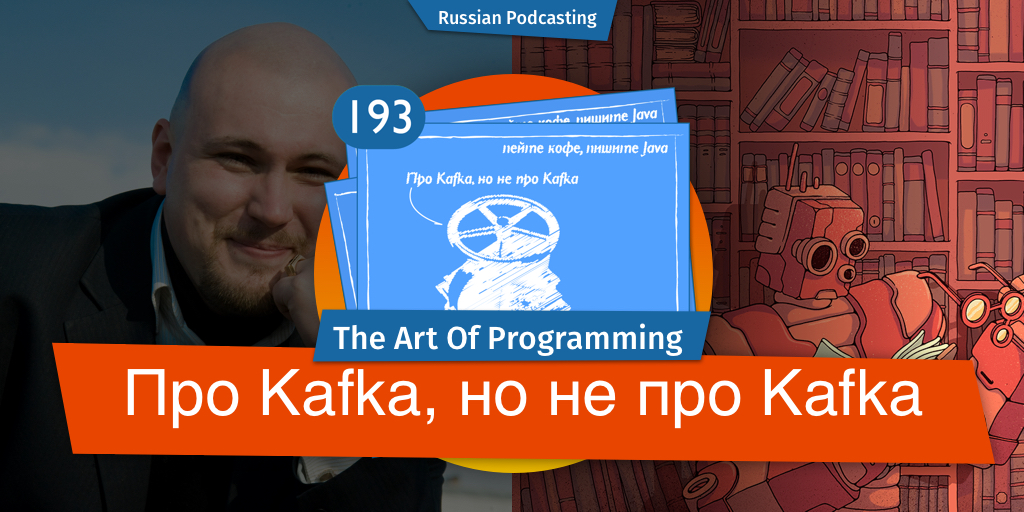 Russian Podcasting
193
кофе, пишите Java
пейте кофе, пишите Java
Про Kafka, но не про Kafka
The Art Of Programming
Про Kafka, но не про Kafka